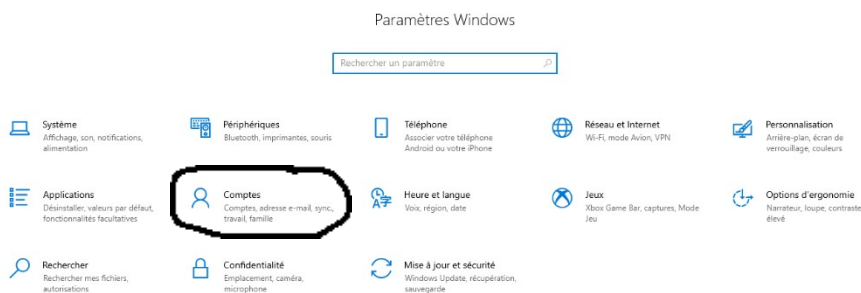 Paramètres Windows
Rechercher un paramètre
Système
Affichage, son, notifications,
alimentation
Périphériques
Bluetooth, imprimantes, souris
Téléphone
Associer votre téléphone
Android ou votre iPhone
Réseau et Internet
Wi-Fi, mode Avion, VPN
Personnalisation
Arrière-plan, écran de
verrouillage, couleurs
Applications
Désinstaller, valeurs par défaut,
fonctionnalités facultatives
Comptes
Comptes, adresse e-mail, sync.,
travail, famille
Heure et langue
Voix, région, date
Jeux
Xbox Game Bar, captures, Mode
Jeu
Options d'ergonomie
Narrateur, loupe, contraste
élevé
Rechercher
Rechercher mes fichiers,
autorisations
Confidentialité
Emplacement, caméra,
microphone
Mise à jour et sécurité
Windows Update, récupération,
sauvegarde